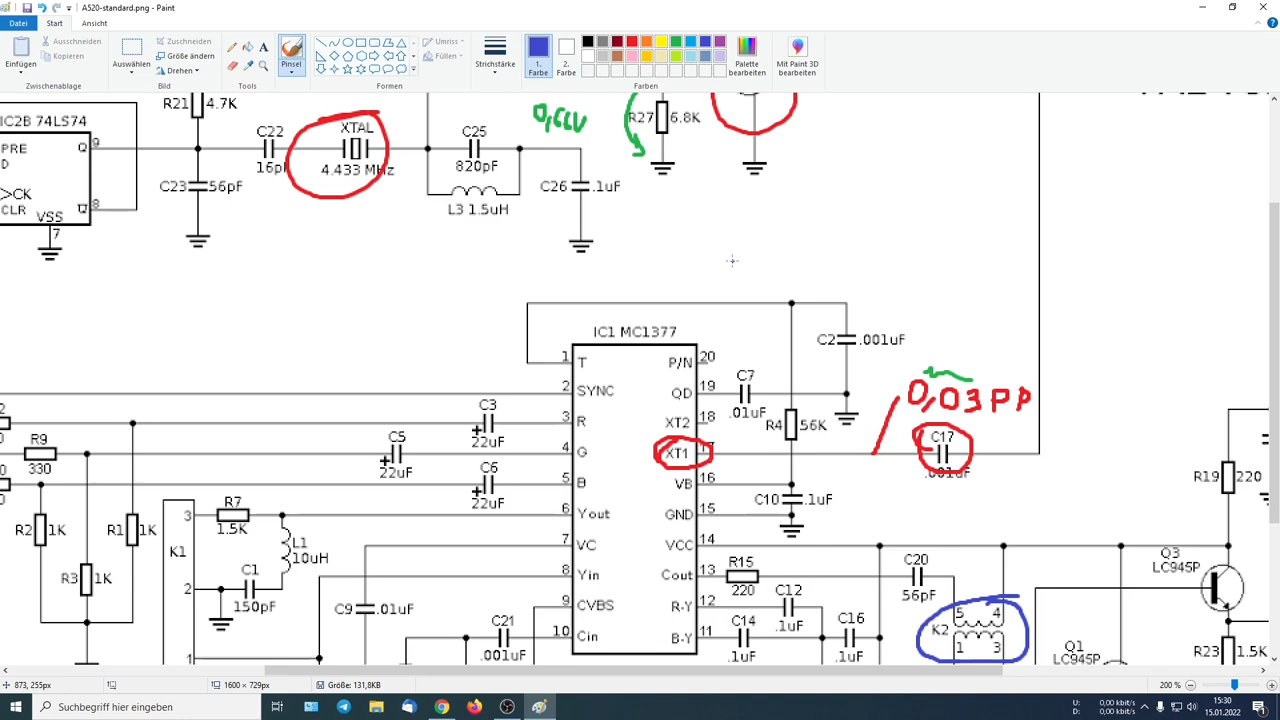 A520-standard.png - Paint
Datei Start Ansicht
Einfügen
Ausschneiden
Kopieren
Zwischenablage
Auswählen
Zuschneiden
Größe ändern
Drehen
Bild
Tools
Pinsel
Umriss
Füllen
Formen
Strichstärke
1. Farbe
2. Farbe
Palette bearbeiten
Mit Paint 3D bearbeiten
Farben
R21 4.7K
IC2B 74LS74
PRE
D
>CK
CLR
VSS
Q 9
Q 8
7
C22
16pF
C23 56pF
XTAL
4.433 MHz
C25
820pF
L3 1.5uH
C26 .1uF
R27 6.8K
IC1 MC1377
1 T
2 SYNC
3 R
4 G
5 B
6 Yout
7 VC
8 Yin
9 CVBS
10 Cin
P/N 20
QD 19
XT2 18
XT1 17
VB 16
GND 15
VCC 14
Cout 13
R-Y 12
B-Y 11
C2 .001uF
C7
.01uF
R4 56K
0,03PP
C17
.001uF
C10 .1uF
R9
330
C5
22uF
C3
22uF
C6
22uF
R2 1K
R1 1K
R3 1K
K1
3
2
1
R7
1.5K
L1
10uH
C1
150pF
C9 .01uF
C21
.001uF
R15
220
C20
56pF
C12
.1uF
C14
.1uF
C16
.1uF
K2
5 4
1 3
R19 220
Q3
LC945P
Q1
LC945P
R23 1.5K
873, 255px
1600 × 729px
Größe: 131,8KB
200 %
Suchbegriff hier eingeben
U: 0,00 kbit/s
D: 0,00 kbit/s
15:30
15.01.2022